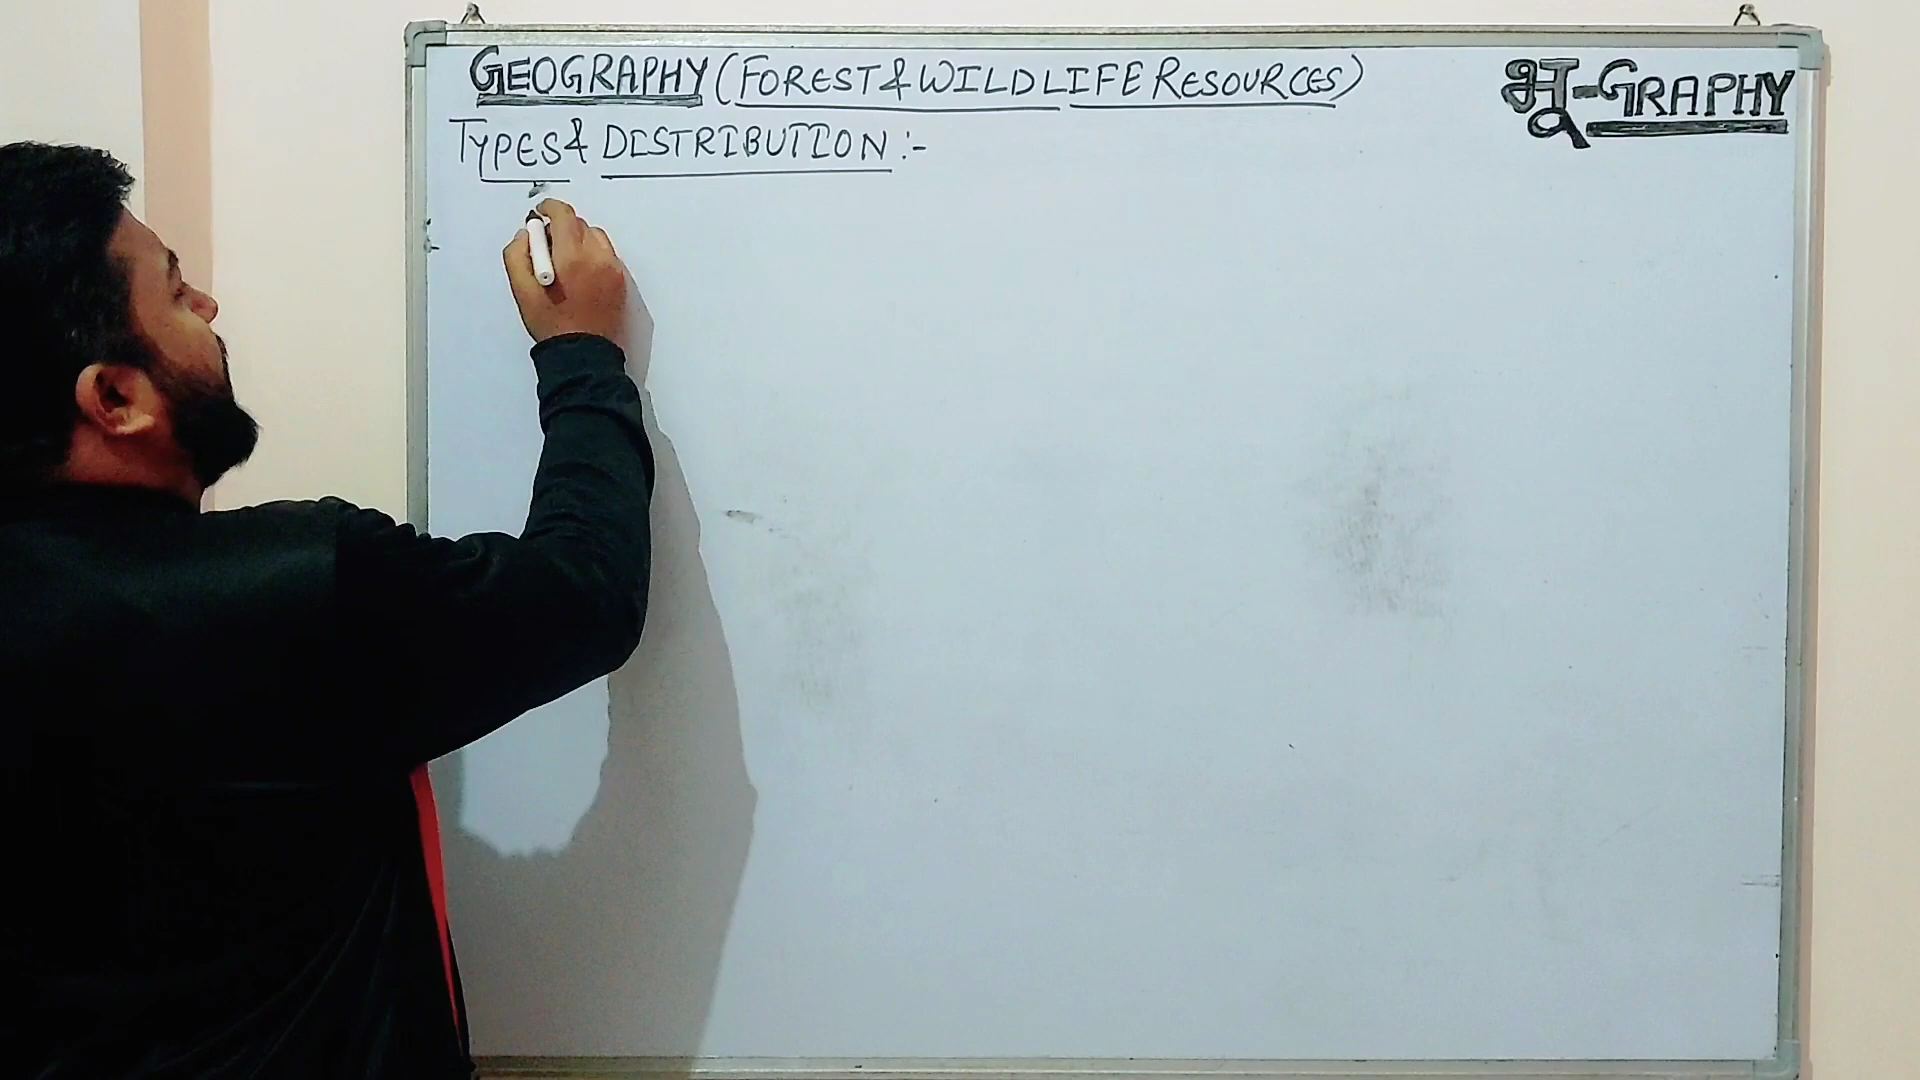 GEOGRAPHY (FOREST & WILDLIFE RESOURCES)
भू-GRAPHY
TYPES & DISTRIBUTION :-